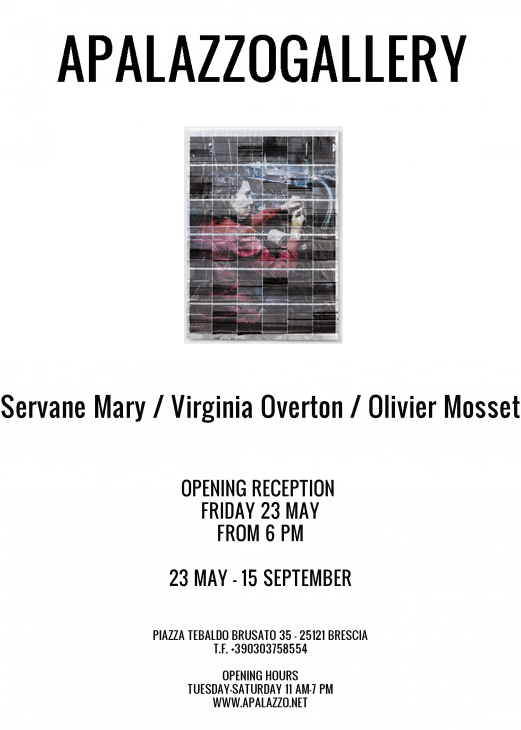 APALAZZOGALLERY
Servane Mary / Virginia Overton / Olivier Mosset
OPENING RECEPTION
FRIDAY 23 MAY
FROM 6 PM
23 MAY - 15 SEPTEMBER
PIAZZA TEBALDO BRUSATO 35 - 25121 BRESCIA
T.F. +390303758554
OPENING HOURS
TUESDAY-SATURDAY 11 AM-7 PM
WWW.APALAZZO.NET